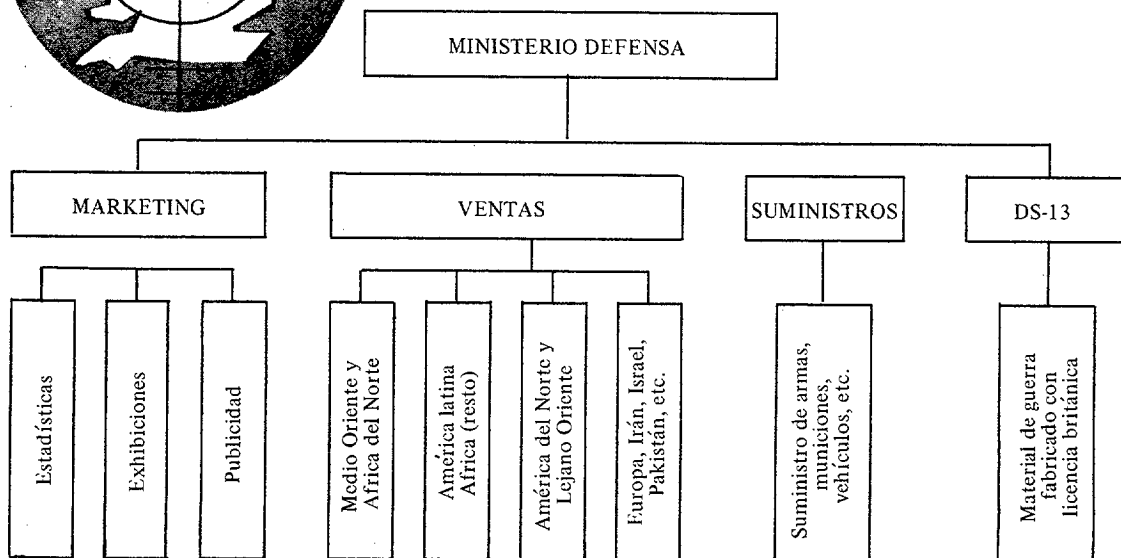 MINISTERIO DEFENSA
MARKETING
VENTAS
SUMINISTROS
DS-13
Estadísticas
Exhibiciones
Publicidad
Medio Oriente y
Africa del Norte
América latina
Africa (resto)
América del Norte y
Lejano Oriente
Europa, Irán, Israel,
Pakistán, etc.
Suministro de armas,
municiones,
vehículos, etc.
Material de guerra
fabricado con
licencia británica